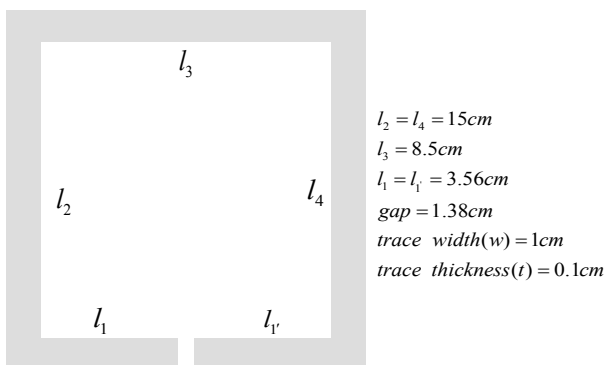 l₃
l₂ = l₄ = 15cm
l₃ = 8.5cm
l₁ = l₁' = 3.56cm
gap = 1.38cm
trace width(w) = 1cm
trace thickness(t) = 0.1cm
l₂
l₄
l₁
l₁'